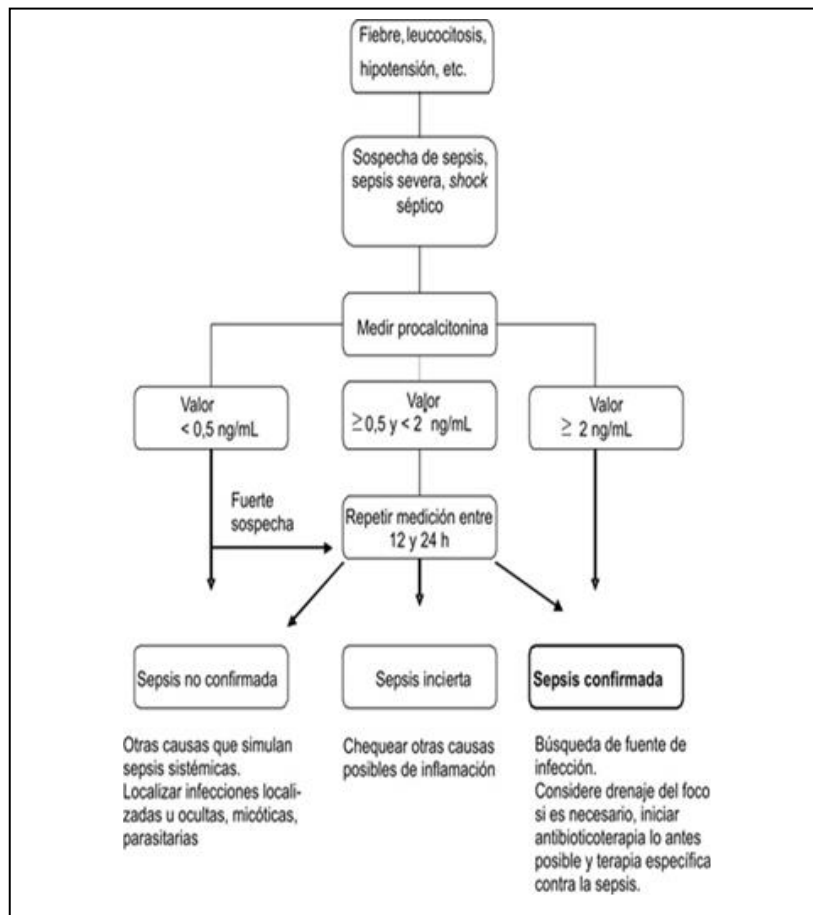 Fiebre, leucocitosis,
hipotensión, etc.
Sospecha de sepsis,
sepsis severa, shock
séptico
Medir procalcitonina
Valor
< 0,5 ng/mL
Valor
≥ 0,5 y < 2 ng/mL
Valor
≥ 2 ng/mL
Fuerte
sospecha
Repetir medición entre
12 y 24 h
Sepsis no confirmada
Otras causas que simulan
sepsis sistémicas.
Localizar infecciones locali-
zadas u ocultas, micóticas,
parasitarias
Sepsis incierta
Chequear otras causas
posibles de inflamación
Sepsis confirmada
Búsqueda de fuente de
infección.
Considere drenaje del foco
si es necesario, iniciar
antibioticoterapia lo antes
posible y terapia específica
contra la sepsis.